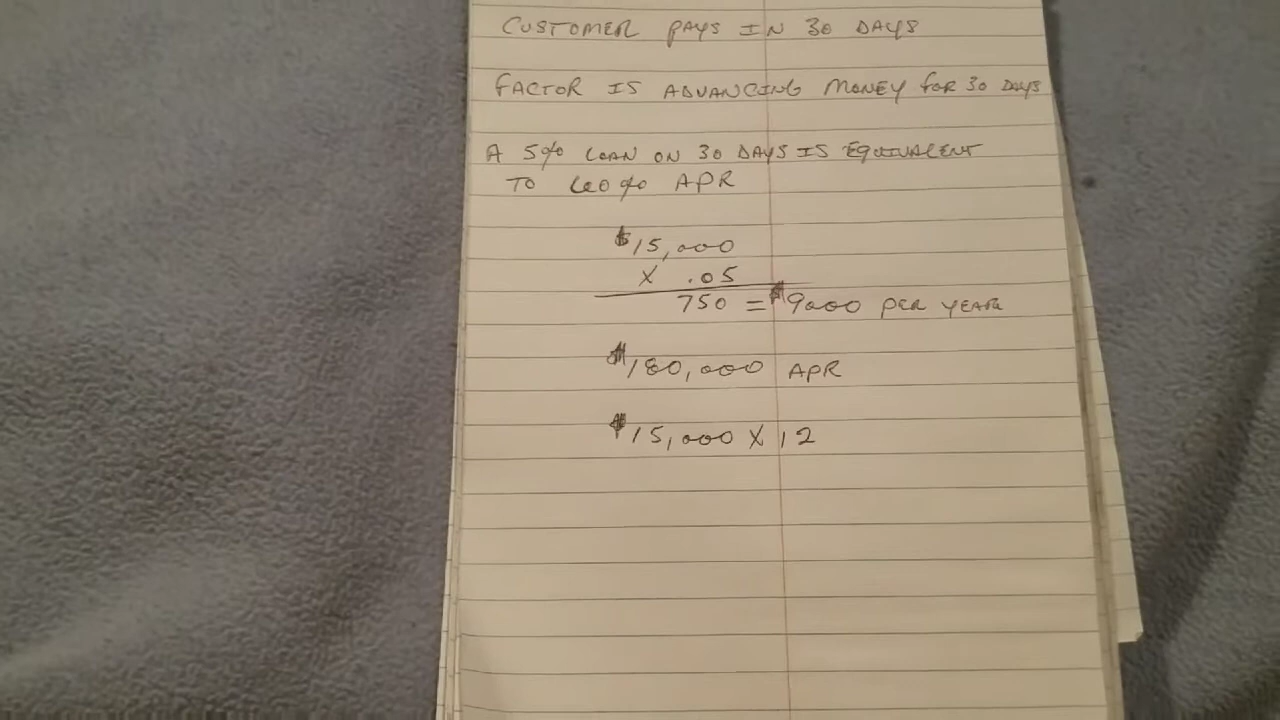 CUSTOMER PAYS IN 30 DAYS
FACTOR IS ADVANCING MONEY FOR 30 DAYS
A 5% LOAN ON 30 DAYS IS EQUIVALENT
TO 60% APR
$15,000
X .05
750 = $9000 PER YEAR
$180,000 APR
$15,000 X 12